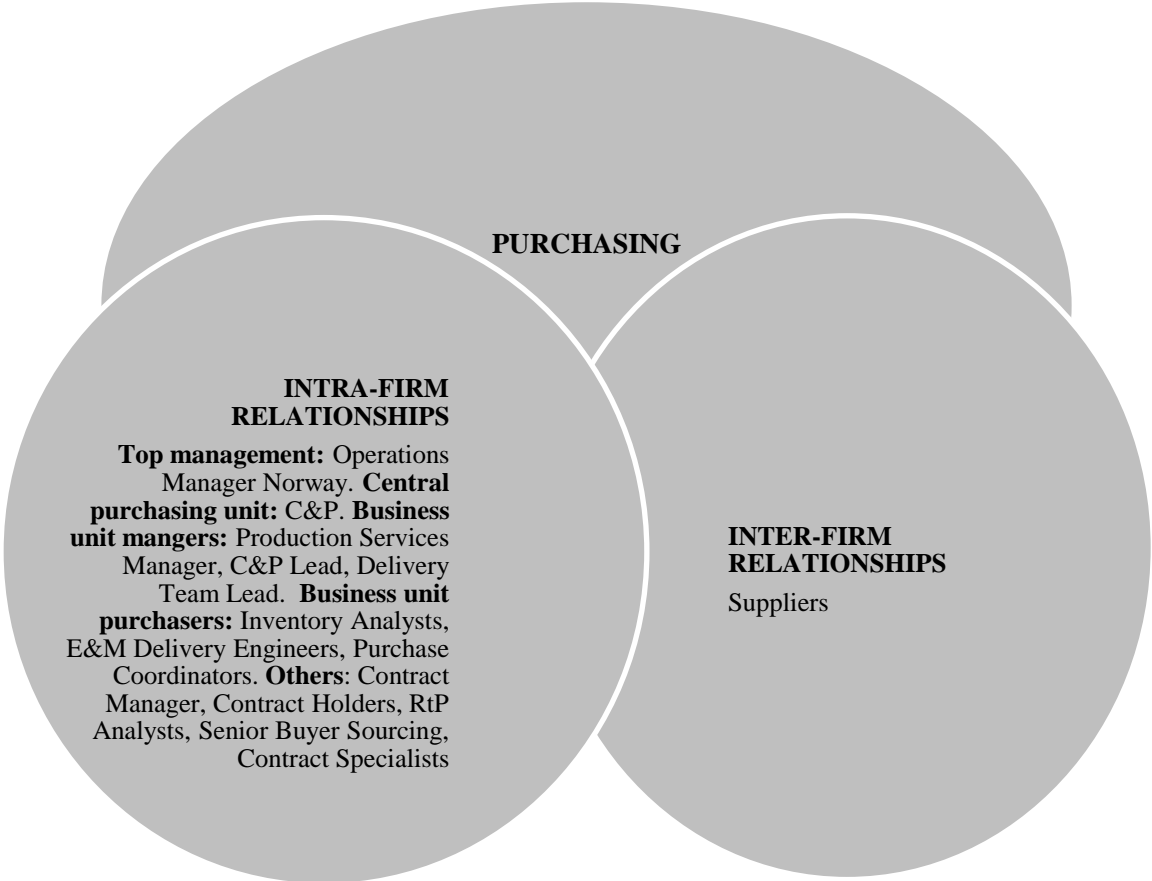 PURCHASING
INTRA-FIRM
RELATIONSHIPS
Top management: Operations
Manager Norway. Central
purchasing unit: C&P. Business
unit mangers: Production Services
Manager, C&P Lead, Delivery
Team Lead.  Business unit
purchasers: Inventory Analysts,
E&M Delivery Engineers, Purchase
Coordinators. Others: Contract
Manager, Contract Holders, RtP
Analysts, Senior Buyer Sourcing,
Contract Specialists
INTER-FIRM
RELATIONSHIPS
Suppliers